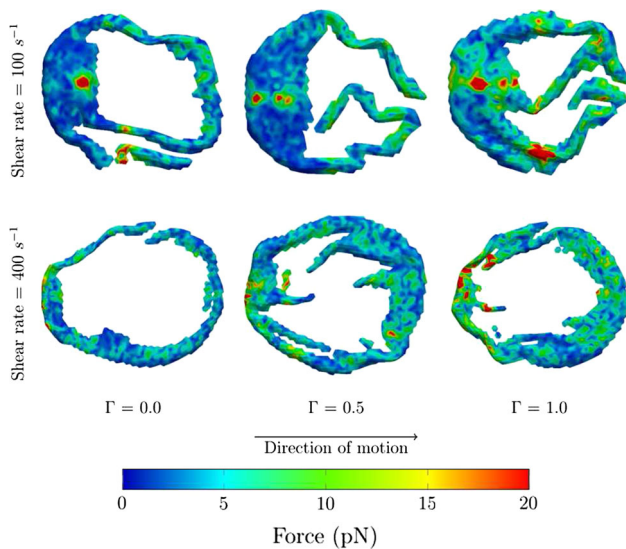 Shear rate = 100 s⁻¹
Shear rate = 400 s⁻¹
Γ = 0.0 Γ = 0.5 Γ = 1.0
Direction of motion
0 5 10 15 20
Force (pN)